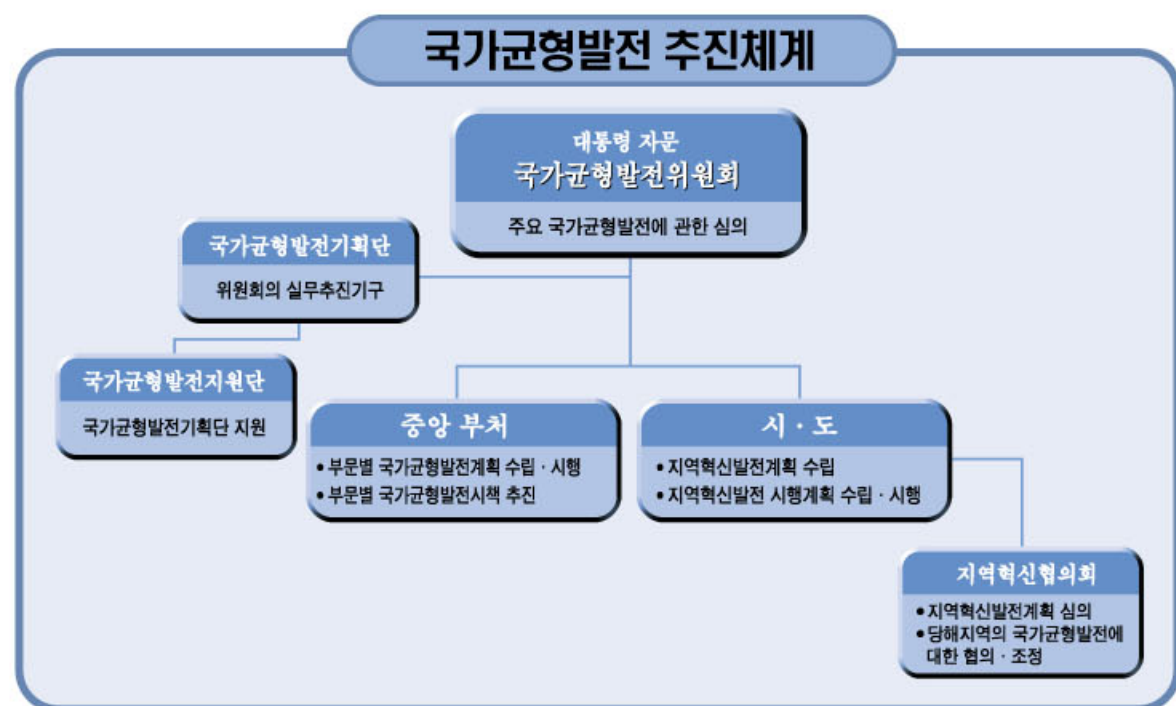 국가균형발전 추진체계
대통령 자문
국가균형발전위원회
주요 국가균형발전에 관한 심의
국가균형발전기획단
위원회의 실무추진기구
국가균형발전지원단
국가균형발전기획단 지원
중앙 부처
• 부문별 국가균형발전계획 수립 · 시행
• 부문별 국가균형발전시책 추진
시 · 도
• 지역혁신발전계획 수립
• 지역혁신발전 시행계획 수립 · 시행
지역혁신협의회
• 지역혁신발전계획 심의
• 당해지역의 국가균형발전에
대한 협의 · 조정